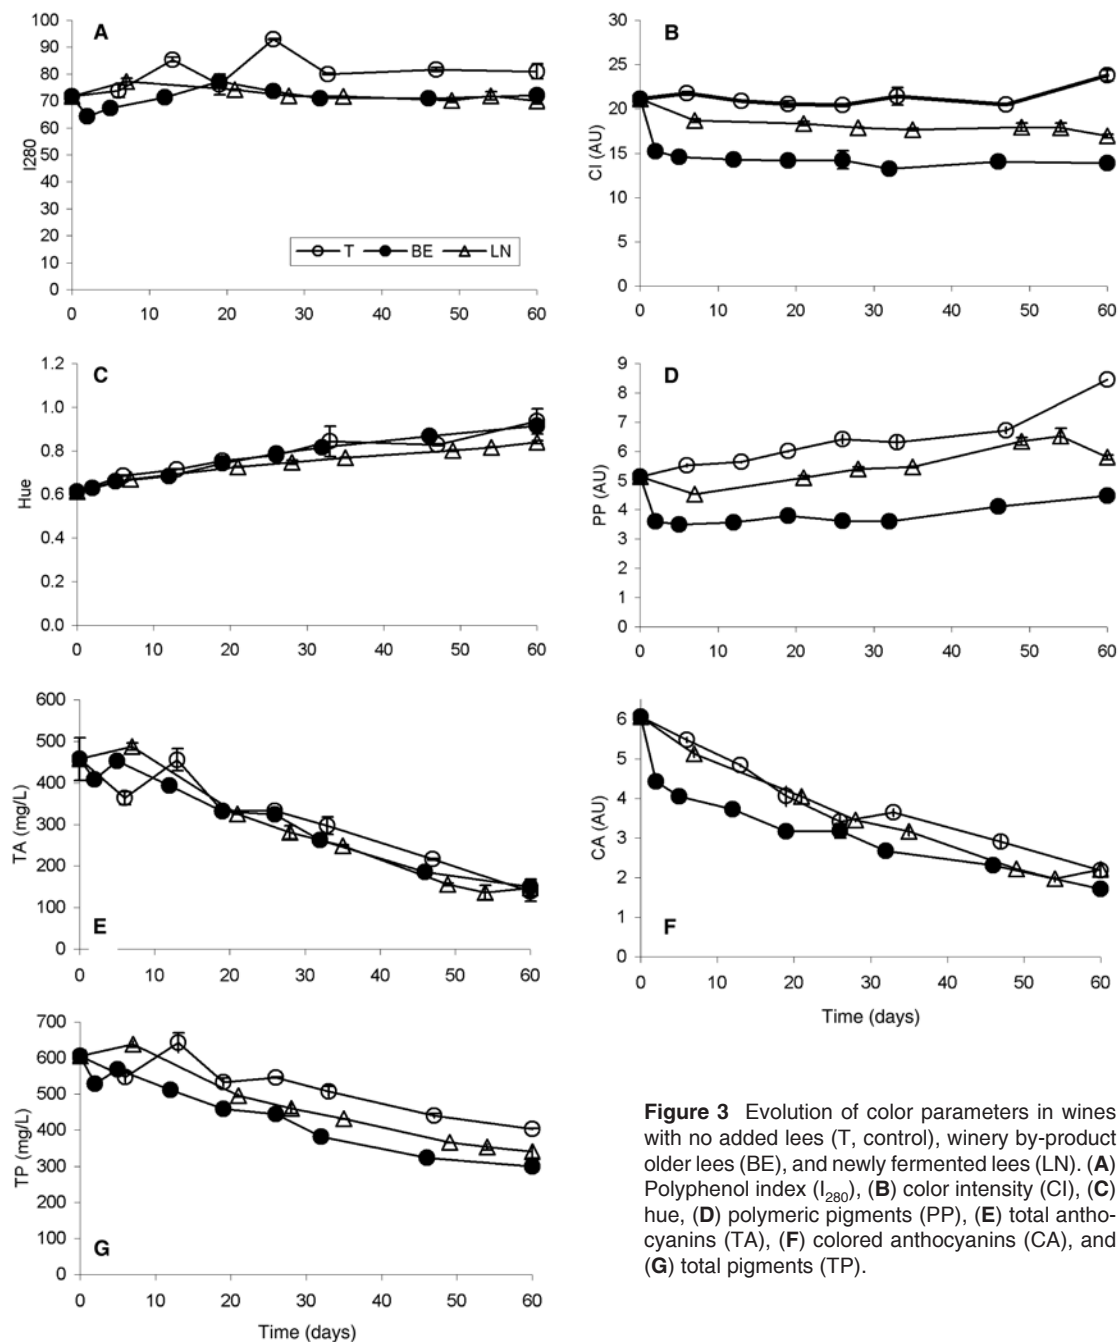 A
100
90
80
70
60
50
40
30
20
10
0
I280
T BE LN
0 10 20 30 40 50 60
B
30
25
20
15
10
5
0
CI (AU)
0 10 20 30 40 50 60
C
1.2
1.0
0.8
0.6
0.4
0.2
0.0
Hue
0 10 20 30 40 50 60
D
9
8
7
6
5
4
3
2
1
0
PP (AU)
0 10 20 30 40 50 60
600
500
400
300
200
100
0
TA (mg/L)
E
0 10 20 30 40 50 60
6
5
4
3
2
1
0
CA (AU)
F
0 10 20 30 40 50 60
Time (days)
700
600
500
400
300
200
100
0
TP (mg/L)
G
0 10 20 30 40 50 60
Time (days)
Figure 3 Evolution of color parameters in wines
with no added lees (T, control), winery by-product
older lees (BE), and newly fermented lees (LN). (A)
Polyphenol index (I280), (B) color intensity (CI), (C)
hue, (D) polymeric pigments (PP), (E) total antho-
cyanins (TA), (F) colored anthocyanins (CA), and
(G) total pigments (TP).